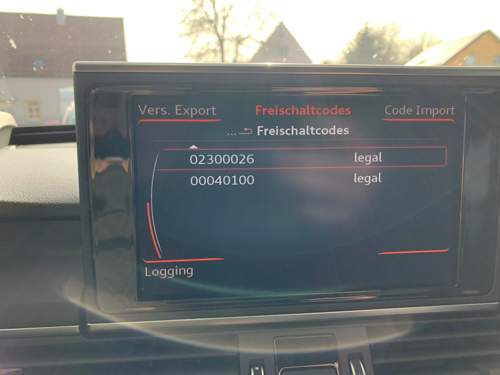 Vers. Export Freischaltcodes Code Import
... Freischaltcodes
02300026 legal
00040100 legal
Logging